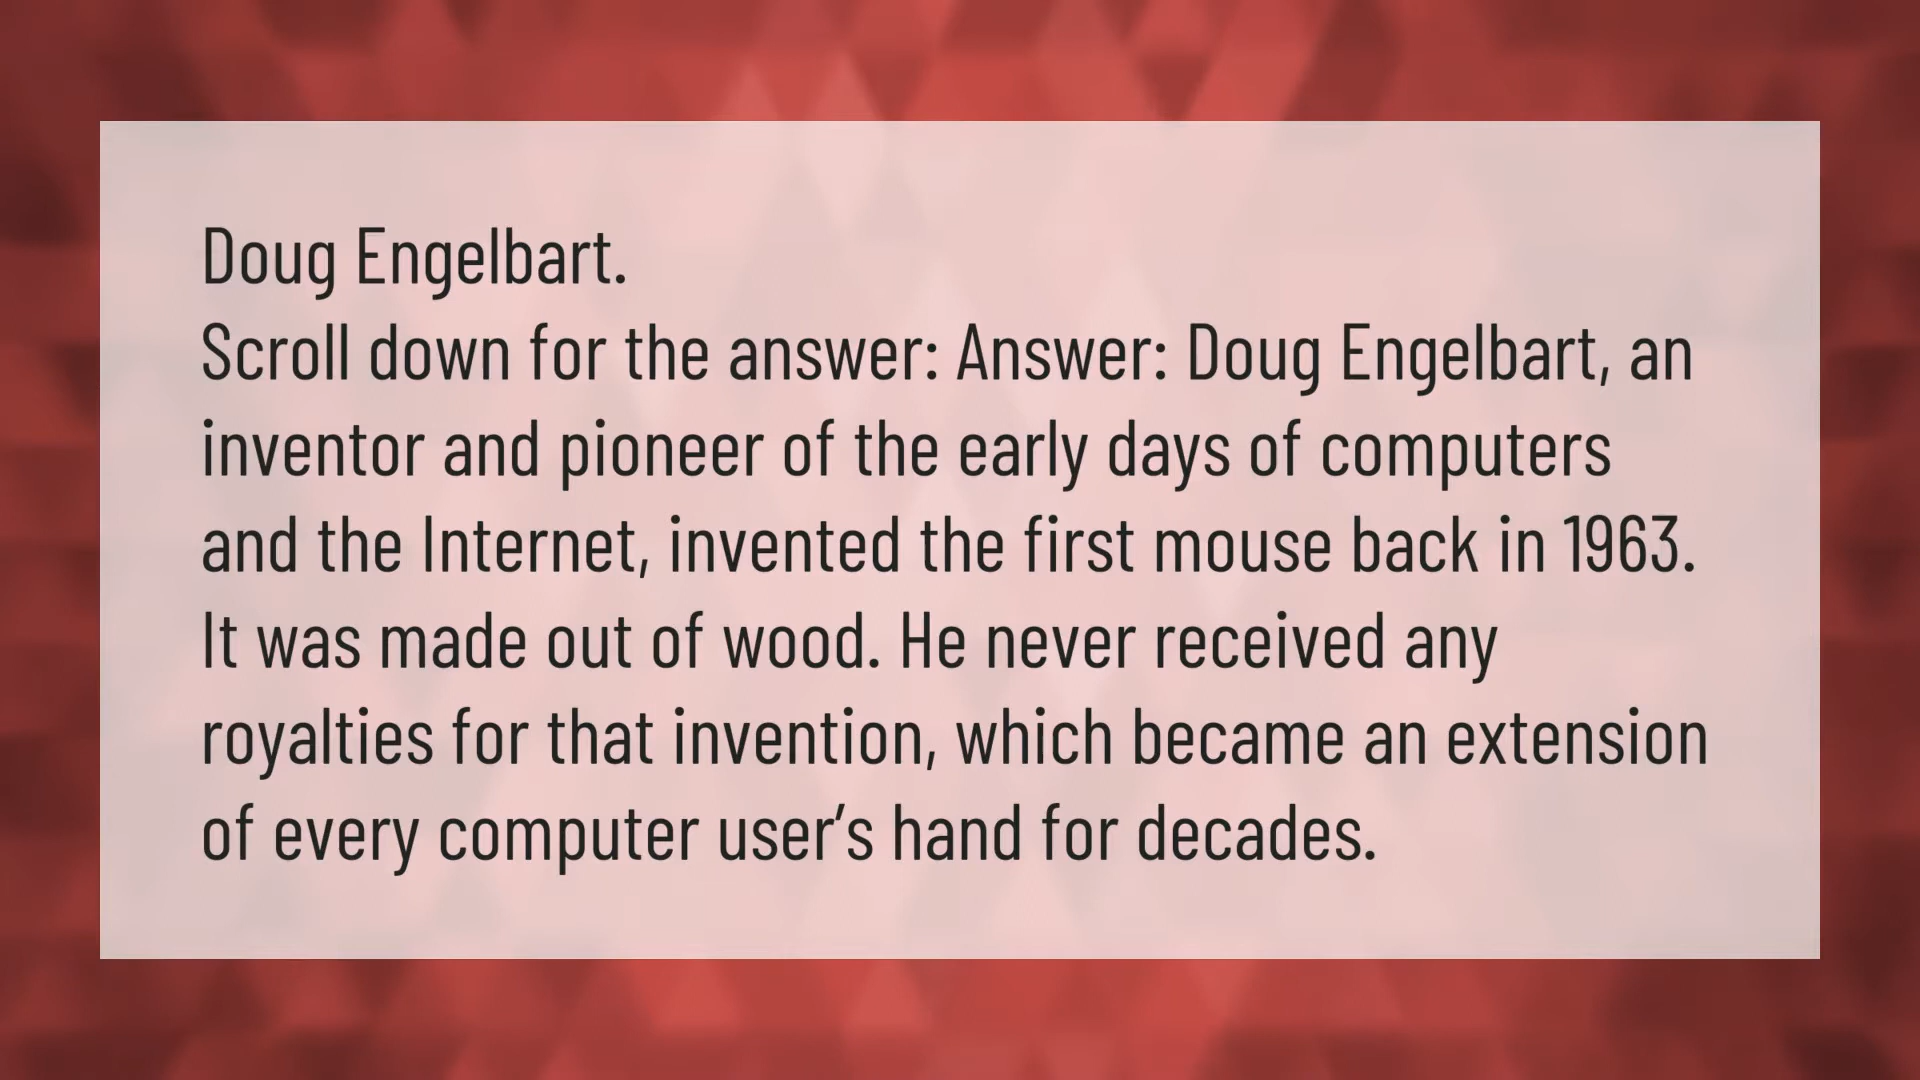 Doug Engelbart.
Scroll down for the answer: Answer: Doug Engelbart, an
inventor and pioneer of the early days of computers
and the Internet, invented the first mouse back in 1963.
It was made out of wood. He never received any
royalties for that invention, which became an extension
of every computer user’s hand for decades.